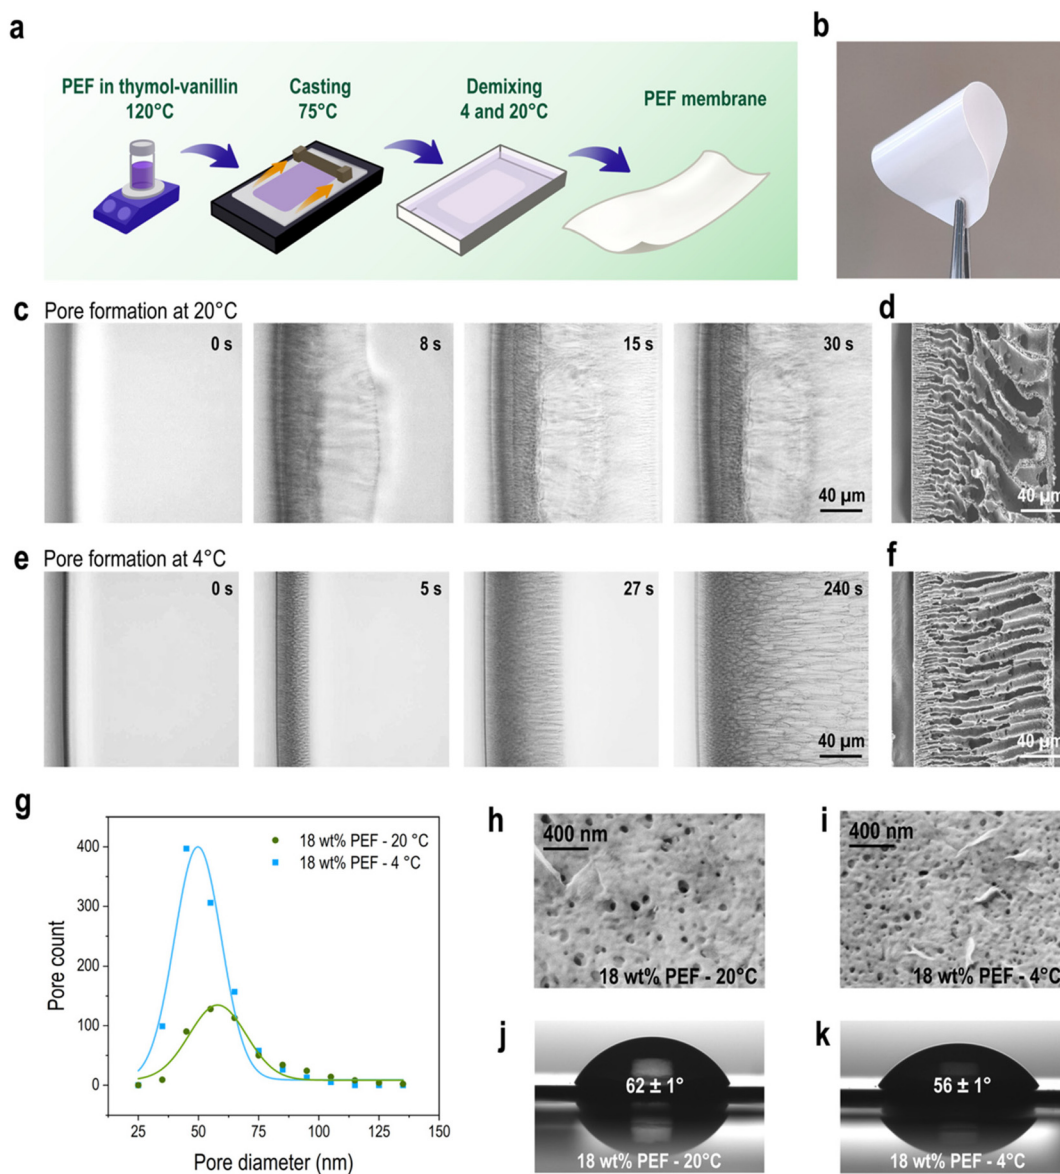 a
b
PEF in thymol-vanillin
120°C
Casting
75°C
Demixing
4 and 20°C
PEF membrane
c Pore formation at 20°C
d
0 s
8 s
15 s
30 s
40 µm
40 µm
e Pore formation at 4°C
f
0 s
5 s
27 s
240 s
40 µm
40 µm
g
18 wt% PEF - 20 °C
18 wt% PEF - 4 °C
400
300
200
100
0
25
50
75
100
125
150
Pore count
Pore diameter (nm)
h
400 nm
18 wt% PEF - 20°C
i
400 nm
18 wt% PEF - 4°C
j
62 ± 1°
18 wt% PEF - 20°C
k
56 ± 1°
18 wt% PEF - 4°C